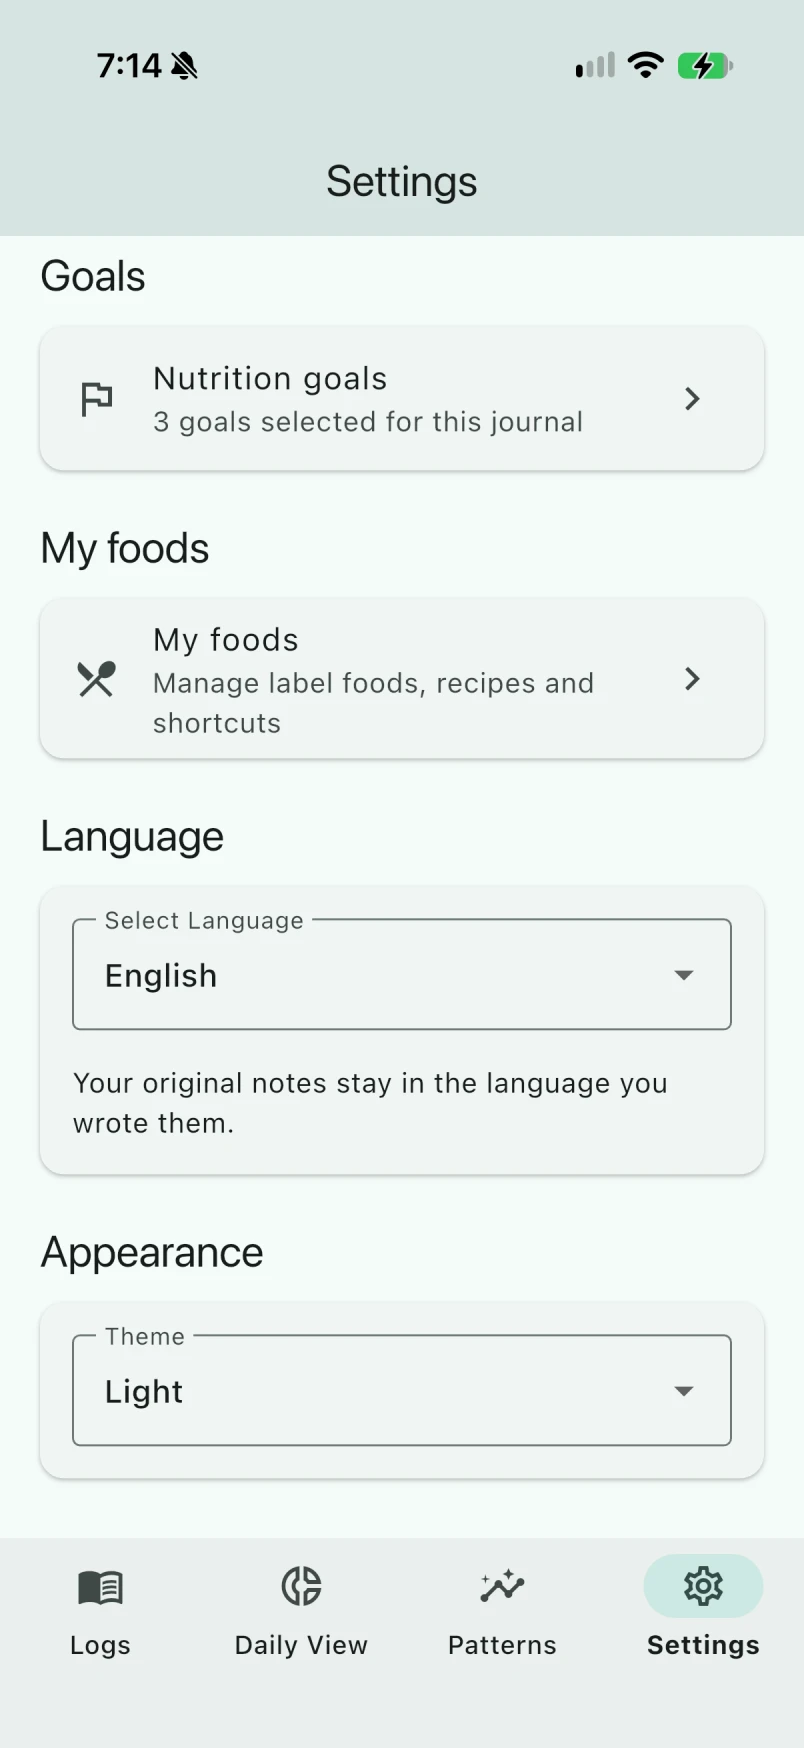 7:14
Settings
Goals
Nutrition goals
3 goals selected for this journal
My foods
My foods
Manage label foods, recipes and
shortcuts
Language
Select Language
English
Your original notes stay in the language you
wrote them.
Appearance
Theme
Light
Logs
Daily View
Patterns
Settings